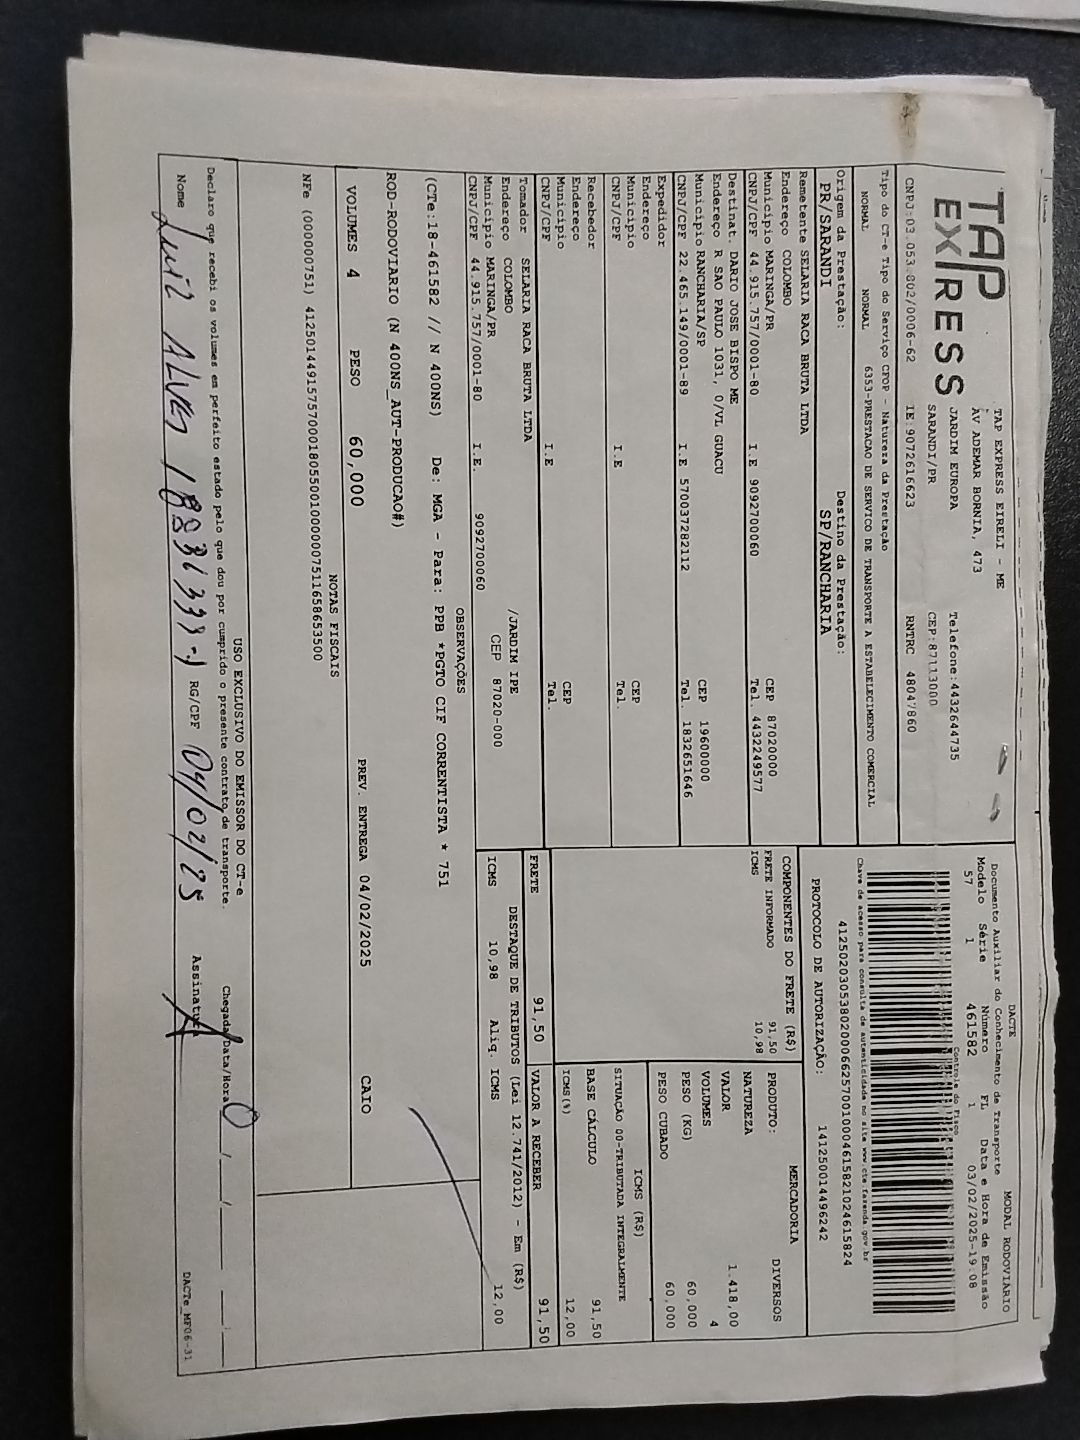 TAP
EXPRESS
TAP EXPRESS EIRELI - ME
AV ADEMAR BORNIA, 473
JARDIM EUROPA
SARANDI/PR
Telefone:4432644735
CEP:87113000
CNPJ:03.053.802/0006-62 IE:9072616623 RNTRC 48047860
Tipo do CT-e Tipo do Serviço CFOP - Natureza da Prestação
NORMAL NORMAL 6353-PRESTACAO DE SERVICO DE TRANSPORTE A ESTABELECIMENTO COMERCIAL
Origem da Prestação: Destino da Prestação:
PR/SARANDI SP/RANCHARIA
Remetente SELARIA RACA BRUTA LTDA
Endereço COLOMBO
Município MARINGA/PR CEP 87020000
CNPJ/CPF 44.915.757/0001-80 I.E 9092700060 Tel. 4432249577
Destinat. DARIO JOSE BISPO ME
Endereço R SAO PAULO 1031, 0/VL GUACU
Município RANCHARIA/SP CEP 19600000
CNPJ/CPF 22.465.149/0001-89 I.E 570037282112 Tel. 1832651646
Expedidor
Endereço
Município CEP
CNPJ/CPF I.E Tel.
Recebedor
Endereço
Município CEP
CNPJ/CPF I.E Tel.
Tomador SELARIA RACA BRUTA LTDA
Endereço COLOMBO /JARDIM IPE
Município MARINGA/PR CEP 87020-000
CNPJ/CPF 44.915.757/0001-80 I.E. 9092700060
DACTE MODAL RODOVIÁRIO
Documento Auxiliar do Conhecimento de Transporte
Modelo Série Número FL Data e Hora de Emissão
57 1 461582 1 03/02/2025-19:08
Controle do Fisco
Chave de acesso para consulta de autenticidade no site www.cte.fazenda.gov.br
41250203053802000662570010004615821024615824
PROTOCOLO DE AUTORIZAÇÃO: 141250014496242
COMPONENTES DO FRETE (R$)
FRETE INFORMADO 91,50
ICMS 10,98
MERCADORIA
PRODUTO: DIVERSOS
NATUREZA
VALOR 1.418,00
VOLUMES 4
PESO (KG) 60,000
PESO CUBADO 60,000
ICMS (R$)
SITUAÇÃO 00-TRIBUTADA INTEGRALMENTE
BASE CÁLCULO 91,50
ICMS(%) 12,00
FRETE 91,50 VALOR A RECEBER 91,50
DESTAQUE DE TRIBUTOS (Lei 12.741/2012) - Em (R$)
ICMS 10,98 Aliq. ICMS 12,00
OBSERVAÇÕES
(CTe:18-461582 // N 400NS) De: MGA - Para: PPB *PGTO CIF CORRENTISTA * 751
ROD-RODOVIARIO (N 400NS_AUT-PRODUCAO#)
VOLUMES 4 PESO 60,000 PREV. ENTREGA 04/02/2025 CAIO
NOTAS FISCAIS
NFe (000000751) 41250144915757000180550010000007511658653500
USO EXCLUSIVO DO EMISSOR DO CT-e
Declaro que recebi os volumes em perfeito estado pelo que dou por cumprido o presente contrato de transporte. Chegada Data/Hora __/__/____ __:__
Nome Luiz ALVES RG/CPF 04/02/25 Assinatura
DACTe_MF06-31